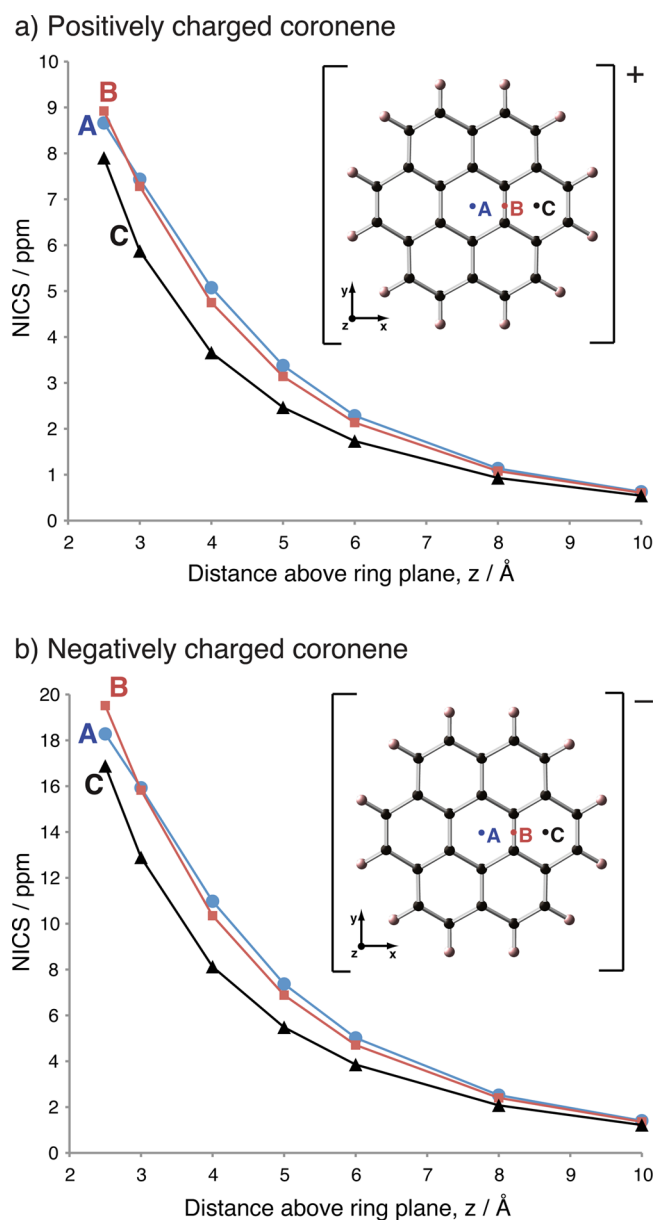 a) Positively charged coronene
10
9
8
7
6
5
4
3
2
1
0
NICS / ppm
A
B
C
+
A
B
C
y
z
x
2
3
4
5
6
7
8
9
10
Distance above ring plane, z / Å
b) Negatively charged coronene
20
18
16
14
12
10
8
6
4
2
0
NICS / ppm
B
A
C
–
A
B
C
y
z
x
2
3
4
5
6
7
8
9
10
Distance above ring plane, z / Å